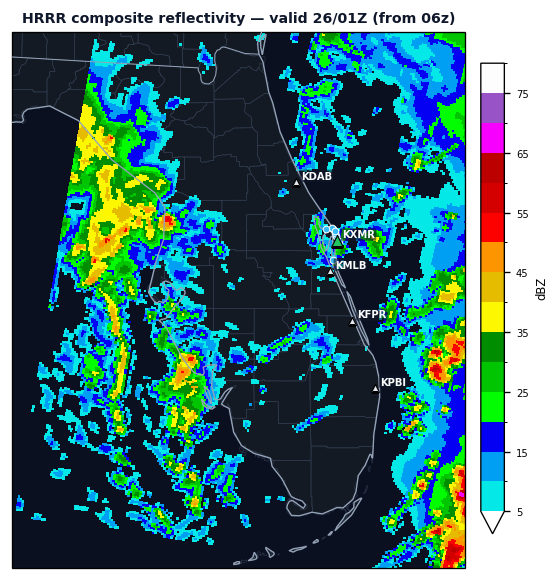 HRRR composite reflectivity — valid 26/01Z (from 06z)
KDAB
KXMR
KMLB
KFPR
KPBI
75
65
55
45
35
25
15
5
dBZ